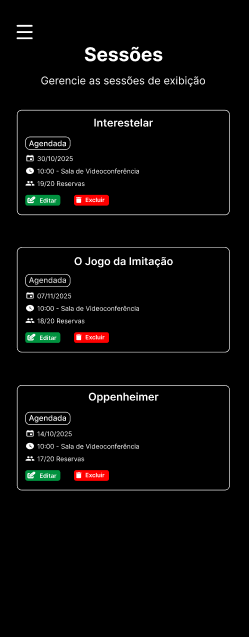 Sessões
Gerencie as sessões de exibição
Interestelar
Agendada
30/10/2025
10:00 - Sala de Videoconferência
19/20 Reservas
Editar
Excluir
O Jogo da Imitação
Agendada
07/11/2025
10:00 - Sala de Videoconferência
18/20 Reservas
Editar
Excluir
Oppenheimer
Agendada
14/10/2025
10:00 - Sala de Videoconferência
17/20 Reservas
Editar
Excluir